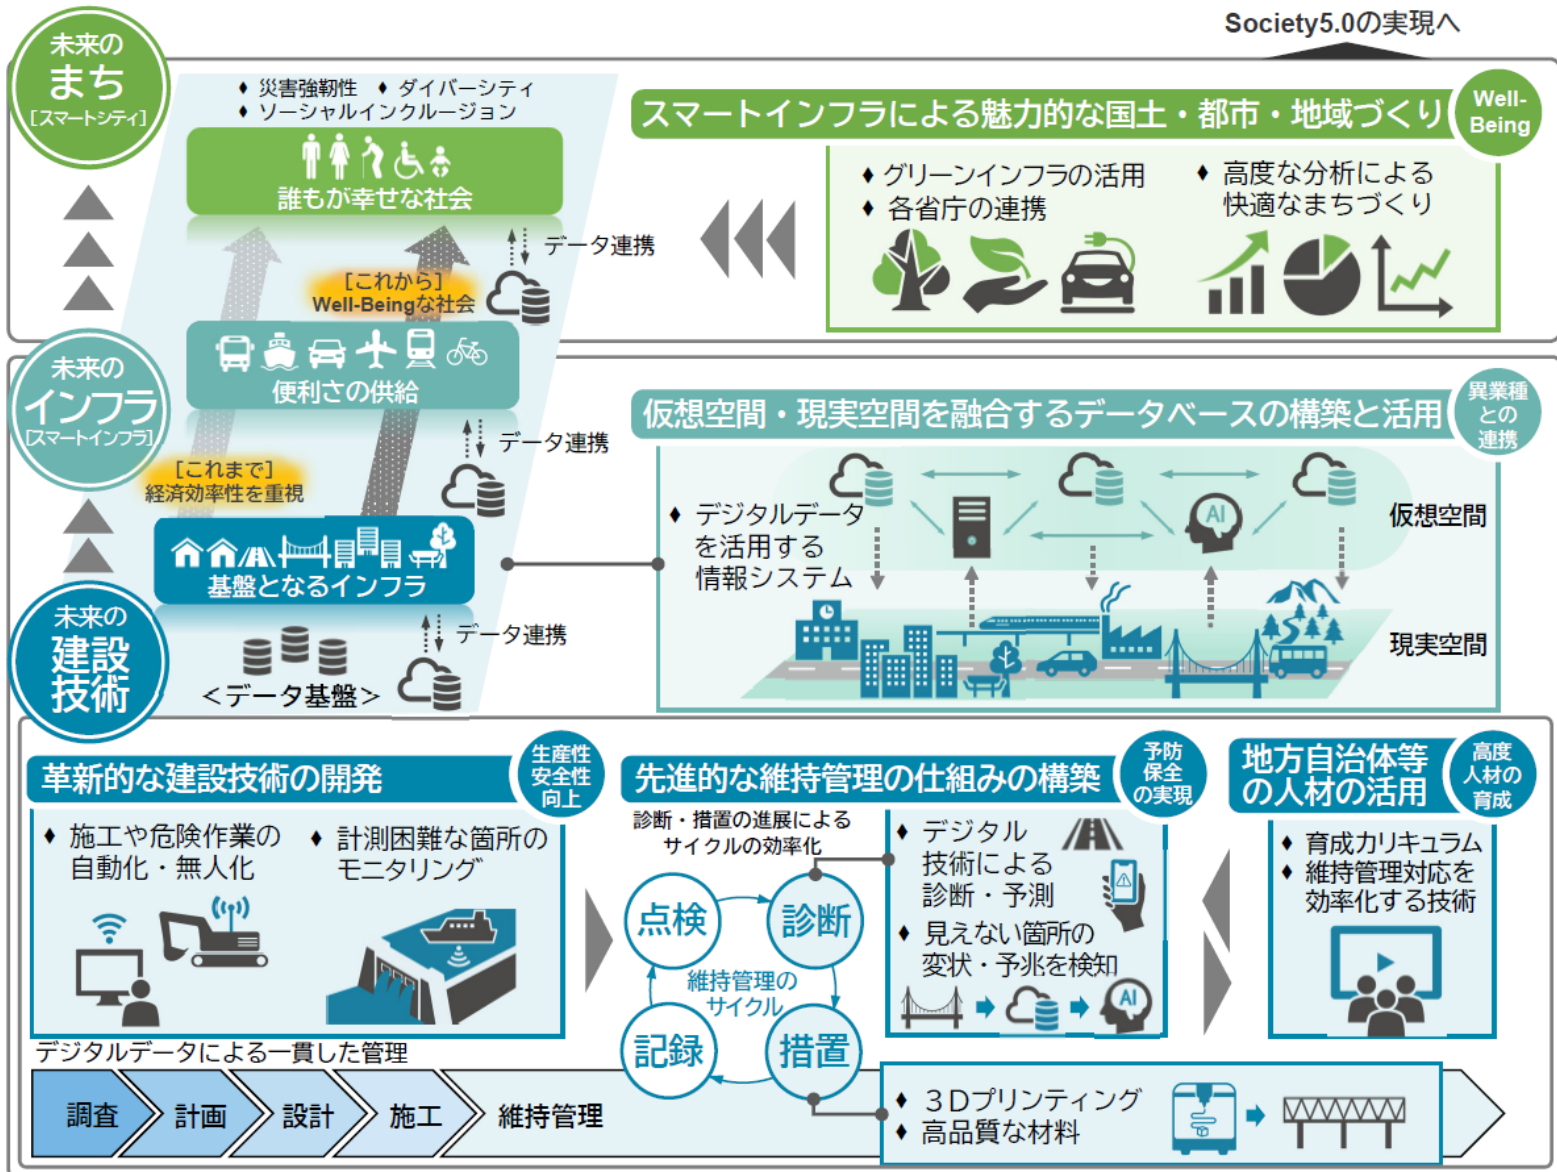 Society5.0の実現へ
未来の
まち
[スマートシティ]
♦ 災害強靭性 ♦ ダイバーシティ
♦ ソーシャルインクルージョン
誰もが幸せな社会
データ連携
[これから]
Well-Beingな社会
スマートインフラによる魅力的な国土・都市・地域づくり
Well-
Being
♦ グリーンインフラの活用
♦ 各省庁の連携
♦ 高度な分析による
快適なまちづくり
未来の
インフラ
[スマートインフラ]
便利さの供給
データ連携
[これまで]
経済効率性を重視
基盤となるインフラ
データ連携
<データ基盤>
仮想空間・現実空間を融合するデータベースの構築と活用
異業種
との
連携
♦ デジタルデータ
を活用する
情報システム
AI
仮想空間
現実空間
未来の
建設
技術
革新的な建設技術の開発
生産性
安全性
向上
♦ 施工や危険作業の
自動化・無人化
♦ 計測困難な箇所の
モニタリング
先進的な維持管理の仕組みの構築
予防
保全
の実現
診断・措置の進展による
サイクルの効率化
点検
診断
維持管理の
サイクル
記録
措置
♦ デジタル
技術による
診断・予測
♦ 見えない箇所の
変状・予兆を検知
AI
地方自治体等
の人材の活用
高度
人材の
育成
♦ 育成カリキュラム
♦ 維持管理対応を
効率化する技術
デジタルデータによる一貫した管理
調査
計画
設計
施工
維持管理
♦ 3Dプリンティング
♦ 高品質な材料